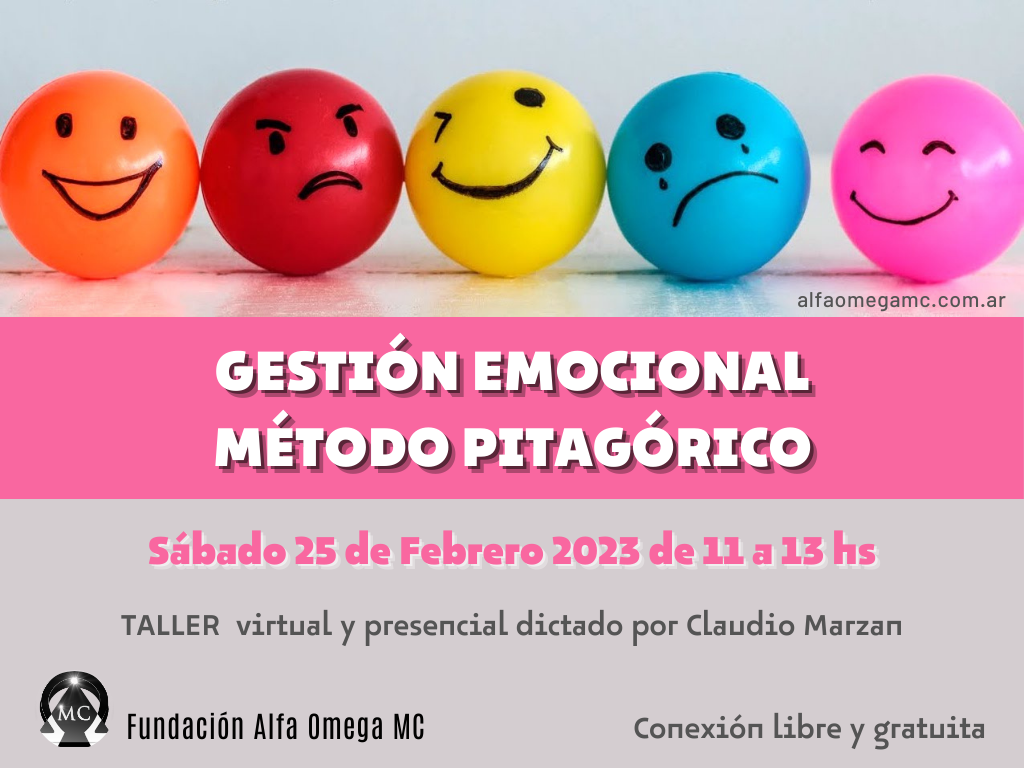 alfaomegamc.com.ar
GESTIÓN EMOCIONAL
MÉTODO PITAGÓRICO
Sábado 25 de Febrero 2023 de 11 a 13 hs
TALLER virtual y presencial dictado por Claudio Marzan
MC
Fundación Alfa Omega MC
Conexión libre y gratuita